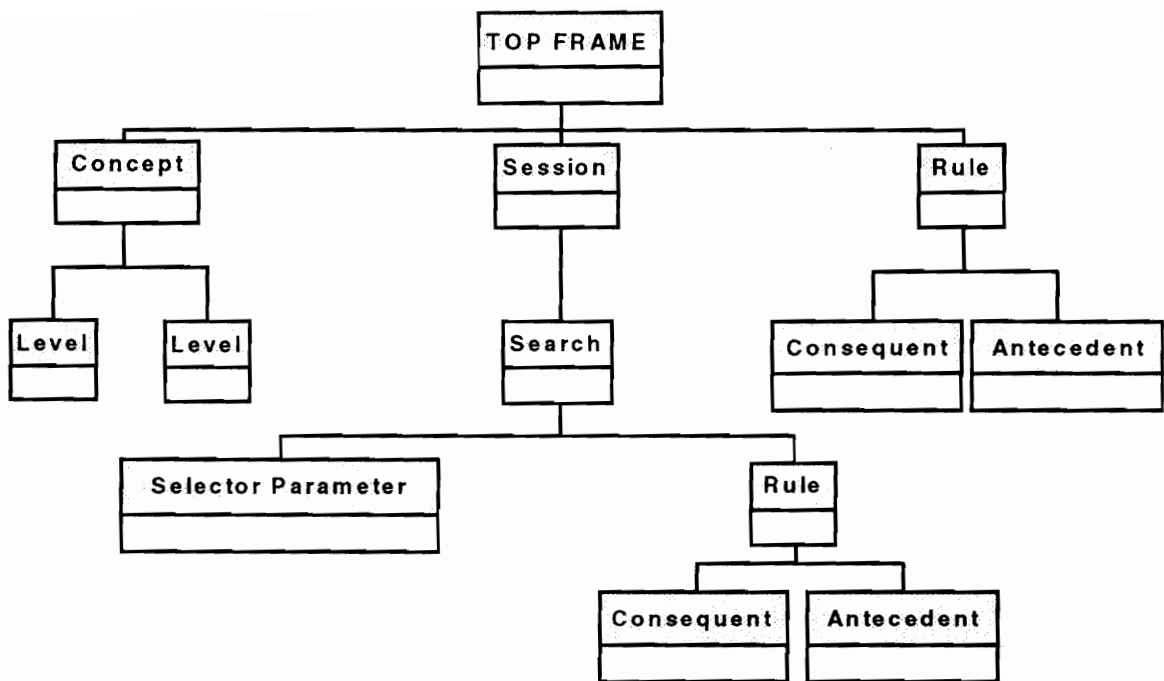 TOP FRAME
Concept
Session
Rule
Level
Level
Search
Consequent
Antecedent
Selector Parameter
Rule
Consequent
Antecedent